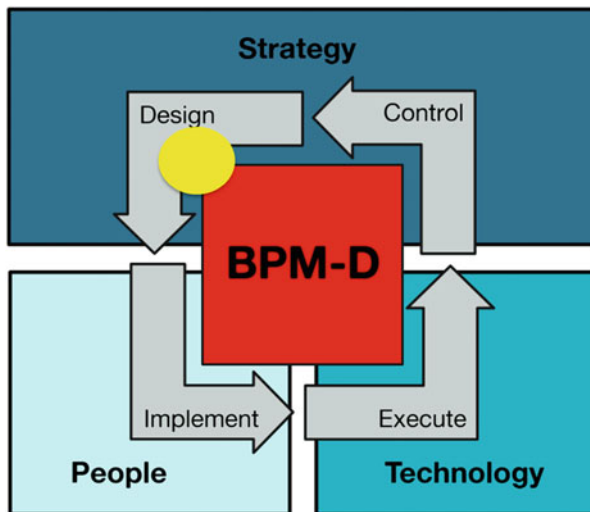 Strategy
Design
Control
BPM-D
Implement
Execute
People
Technology